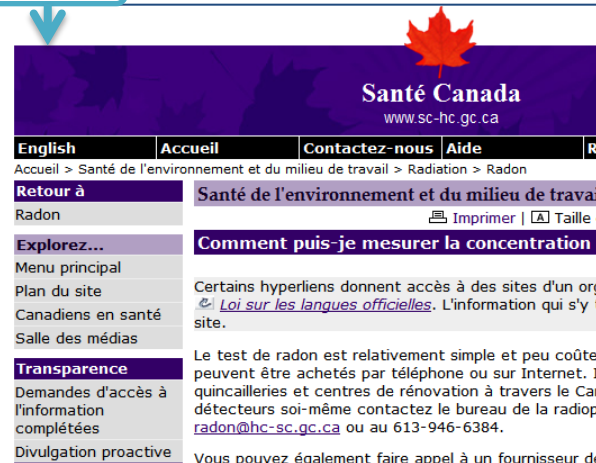 Santé Canada
www.sc-hc.gc.ca
English Accueil Contactez-nous Aide R
Accueil > Santé de l'environnement et du milieu de travail > Radiation > Radon
Retour à
Radon
Explorez...
Menu principal
Plan du site
Canadiens en santé
Salle des médias
Transparence
Demandes d'accès à
l'information
complétées
Divulgation proactive
Santé de l'environnement et du milieu de travai
Imprimer | A Taille
Comment puis-je mesurer la concentration
Certains hyperliens donnent accès à des sites d'un org
Loi sur les langues officielles. L'information qui s'y
site.
Le test de radon est relativement simple et peu coûte
peuvent être achetés par téléphone ou sur Internet. I
quincailleries et centres de rénovation à travers le Ca
détecteurs soi-même contactez le bureau de la radiop
radon@hc-sc.gc.ca ou au 613-946-6384.
Vous pouvez également faire appel à un fournisseur de